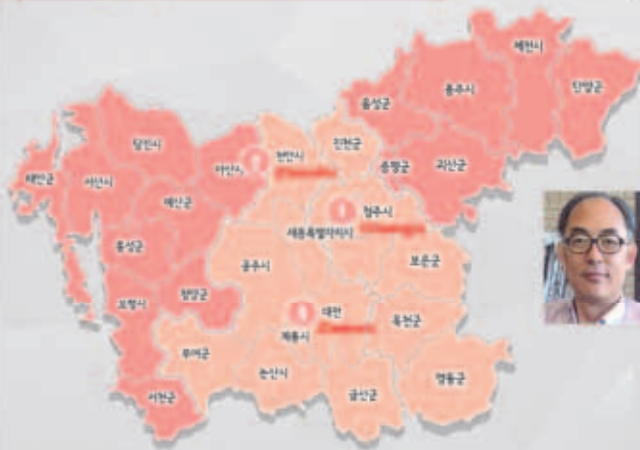 제천시
단양군
충주시
음성군
진천군
천안시
당진시
아산시
증평군
괴산군
태안군
서산시
예산군
청주시
세종특별자치시
홍성군
공주시
보은군
보령시
청양군
대전
옥천군
계룡시
부여군
논산시
금산군
영동군
서천군